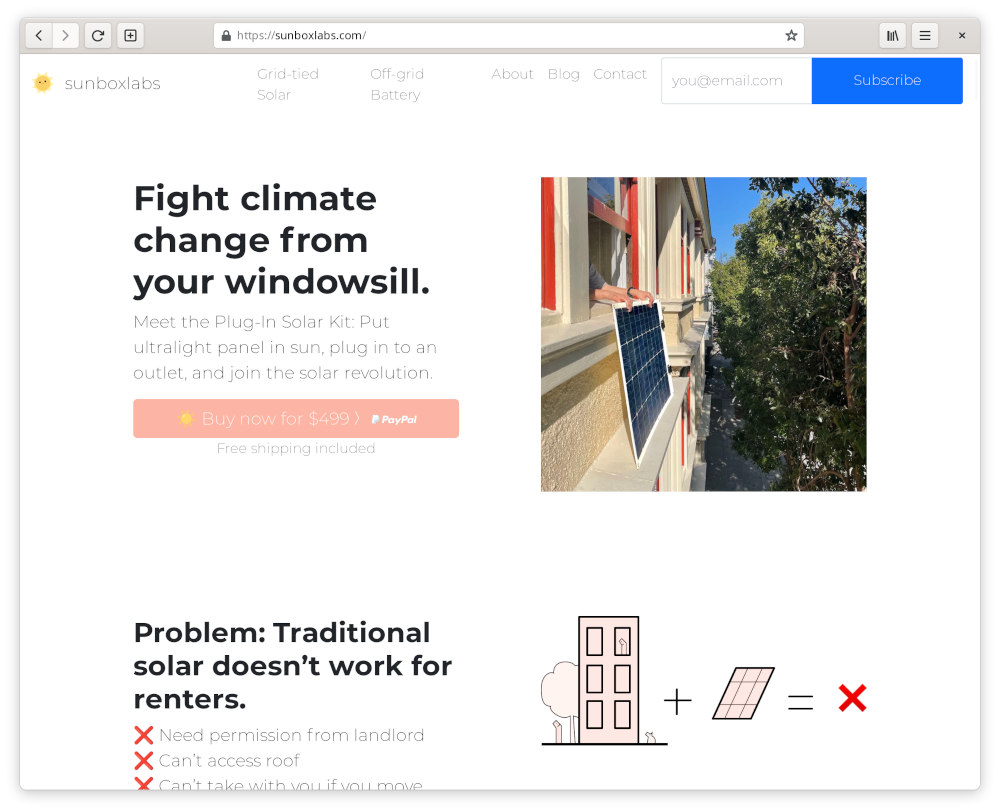 https://sunboxlabs.com/
sunboxlabs
Grid-tied
Solar
Off-grid
Battery
About
Blog
Contact
you@email.com
Subscribe
Fight climate
change from
your windowsill.
Meet the Plug-In Solar Kit: Put
ultralight panel in sun, plug in to an
outlet, and join the solar revolution.
Buy now for $499 〉 PayPal
Free shipping included
Problem: Traditional
solar doesn’t work for
renters.
❌ Need permission from landlord
❌ Can’t access roof
❌ Can’t take with you if you move